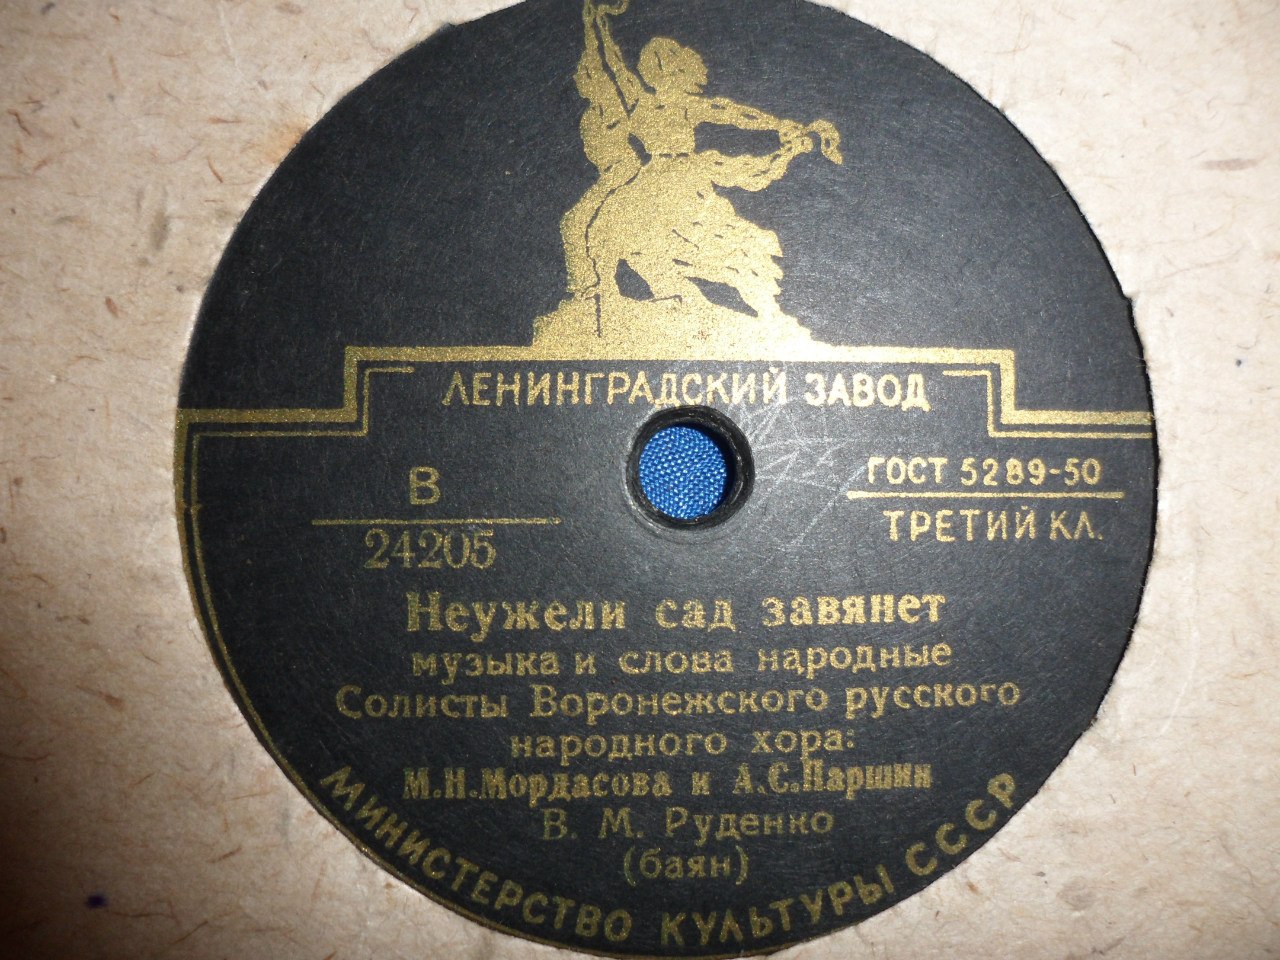 ЛЕНИНГРАДСКИЙ ЗАВОД
В
24205
ГОСТ 5289-50
ТРЕТИЙ КЛ.
Неужели сад завянет
музыка и слова народные
Солисты Воронежского русского
народного хора:
М.Н.Мордасова и А.С.Паршин
В. М. Руденко
(баян)
МИНИСТЕРСТВО КУЛЬТУРЫ СССР